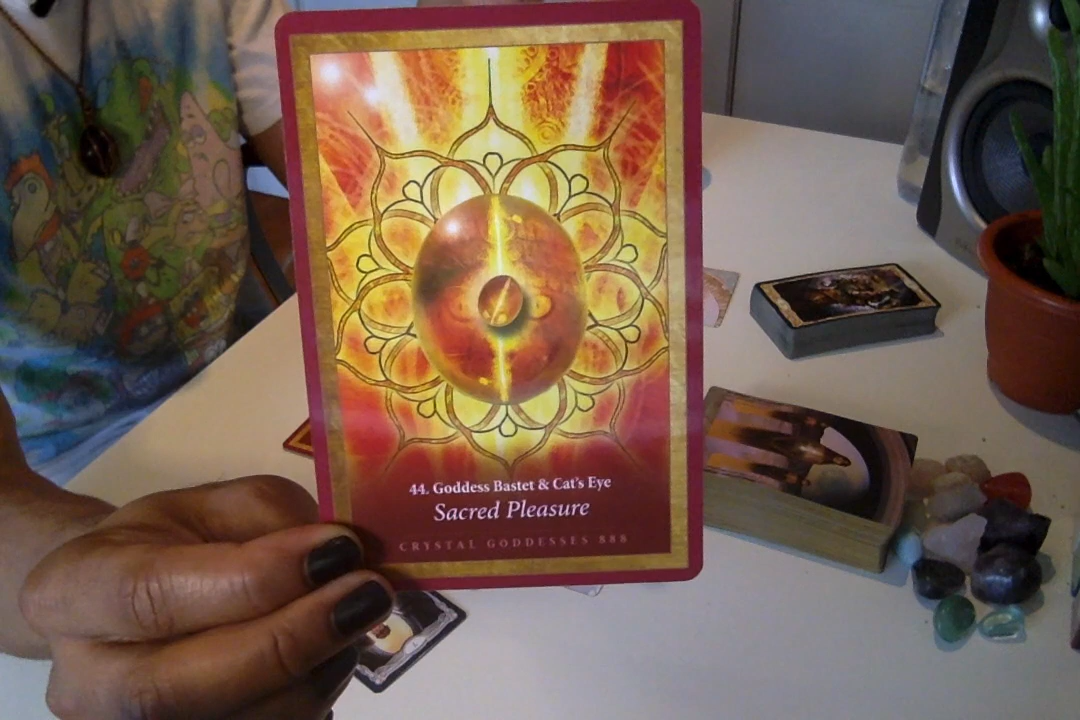 44. Goddess Bastet & Cat's Eye
Sacred Pleasure
CRYSTAL GODDESSES 888